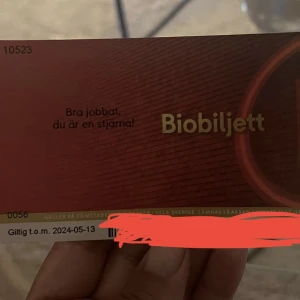 10523
Bra jobbat,
du är en stjärna!
Biobiljett
0056
Giltig t.o.m. 2024-05-13